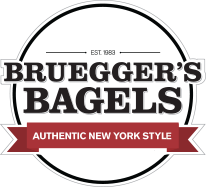 EST. 1983
BRUEGGER'S
BAGELS
AUTHENTIC NEW YORK STYLE